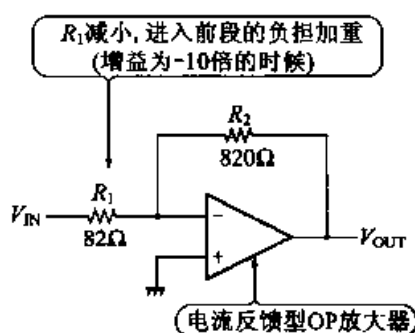 R₁减小,进入前段的负担加重
(增益为-10倍的时候)
R₂
820Ω
R₁
V_IN
82Ω
−
+
V_OUT
电流反馈型OP放大器